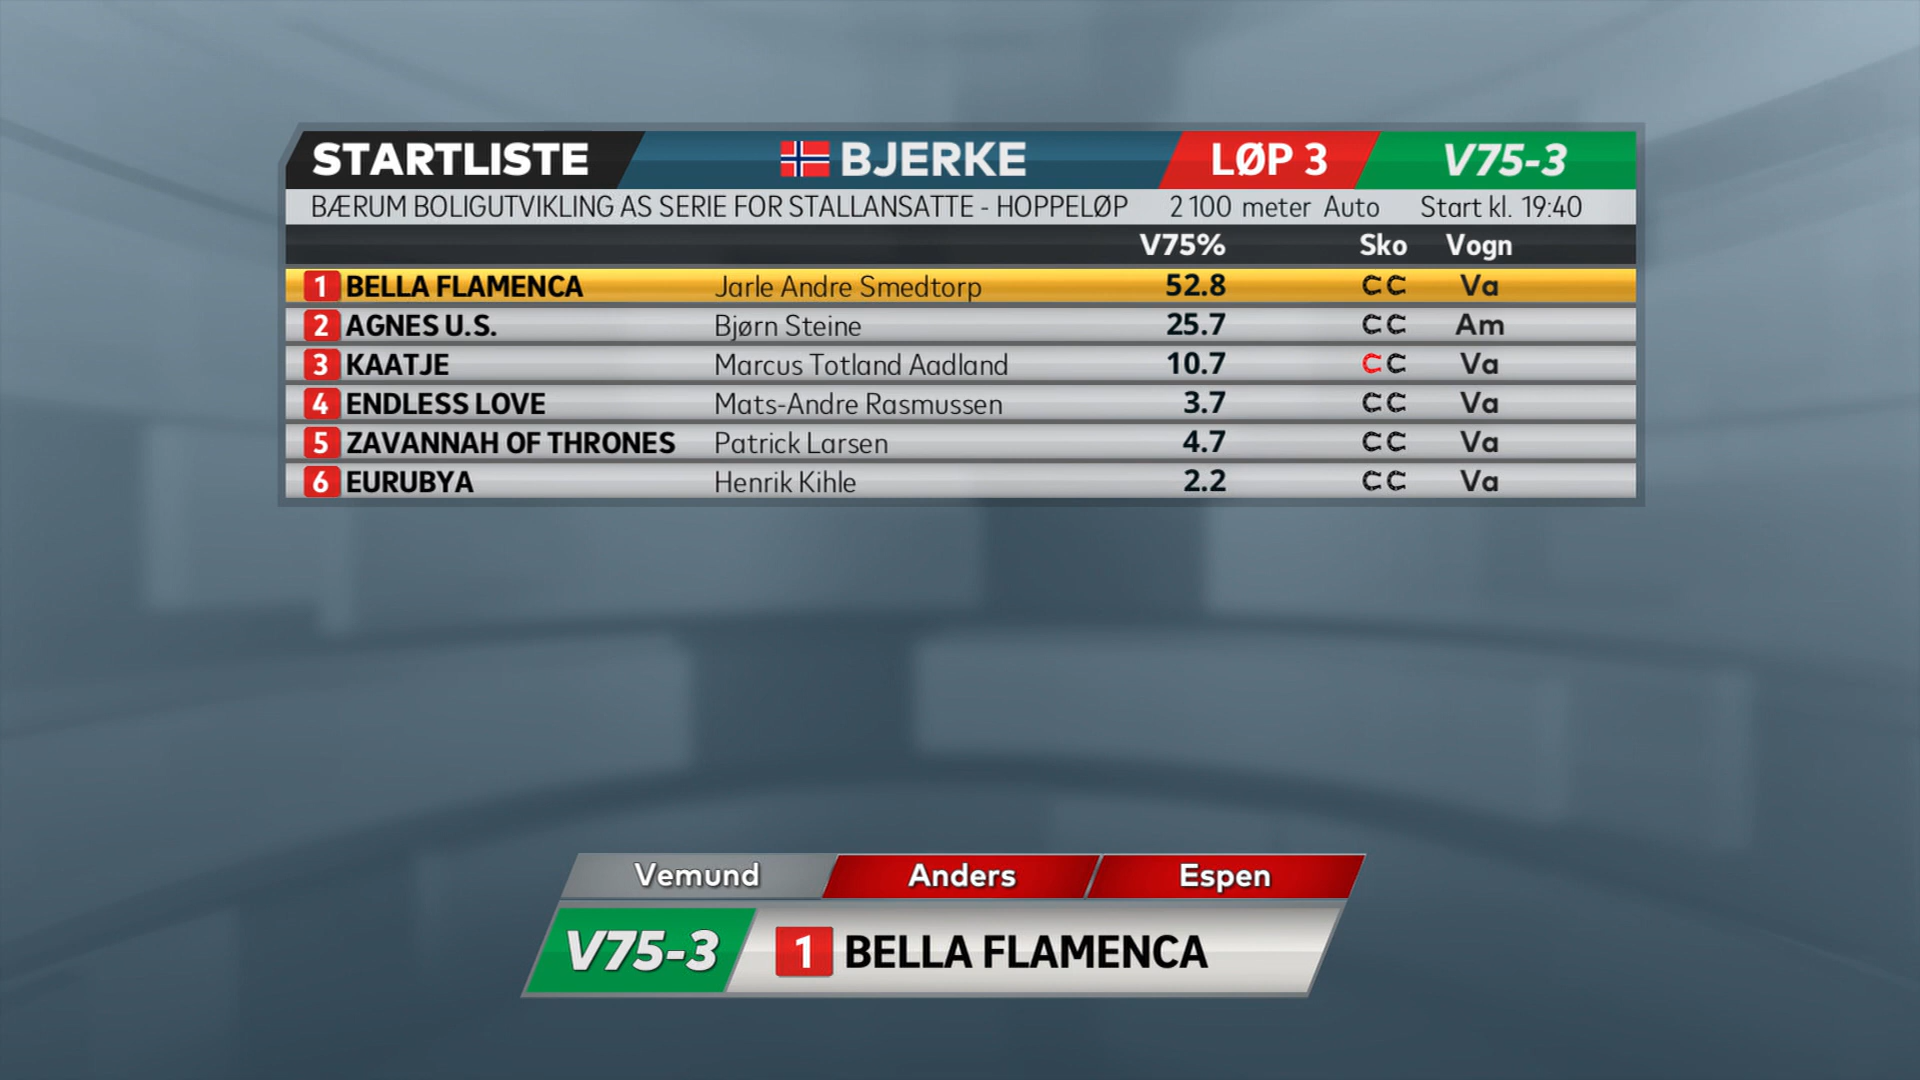 STARTLISTE BJERKE LØP 3 V75-3
BÆRUM BOLIGUTVIKLING AS SERIE FOR STALLANSATTE - HOPPELØP 2100 meter Auto Start kl. 19:40
V75% Sko Vogn
1 BELLA FLAMENCA Jarle Andre Smedtorp 52.8 Va
2 AGNES U.S. Bjørn Steine 25.7 Am
3 KAATJE Marcus Totland Aadland 10.7 Va
4 ENDLESS LOVE Mats-Andre Rasmussen 3.7 Va
5 ZAVANNAH OF THRONES Patrick Larsen 4.7 Va
6 EURUBYA Henrik Kihle 2.2 Va
Vemund Anders Espen
V75-3 1 BELLA FLAMENCA